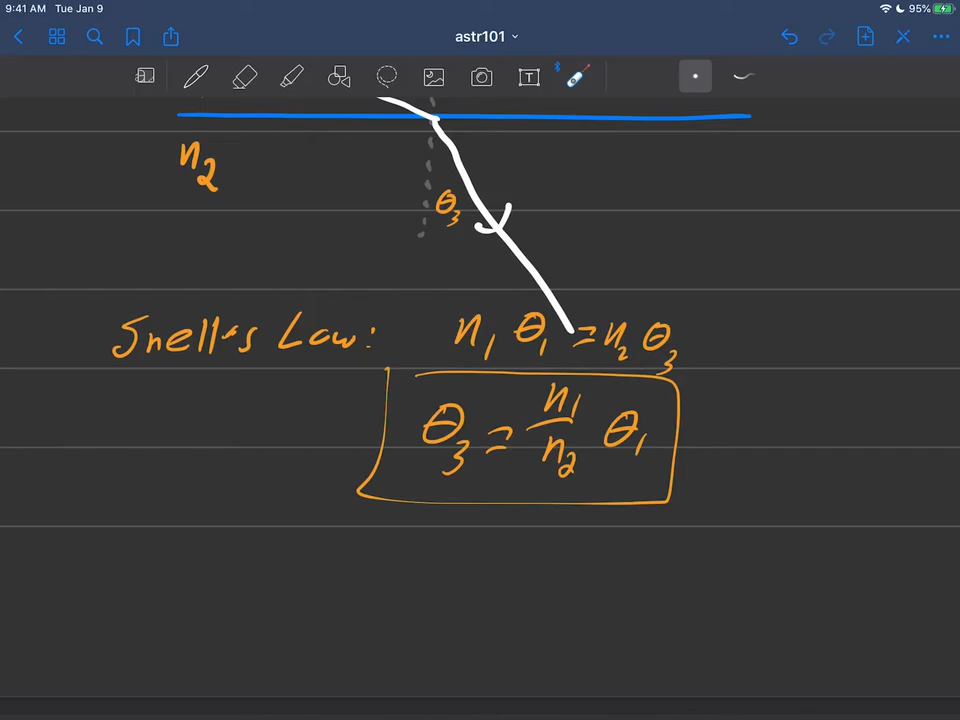 9:41 AM Tue Jan 9 95%
astr101
T
n₂
θ₃
Snell's Law: n₁ θ₁ = n₂ θ₃
θ₃ = n₁/n₂ θ₁